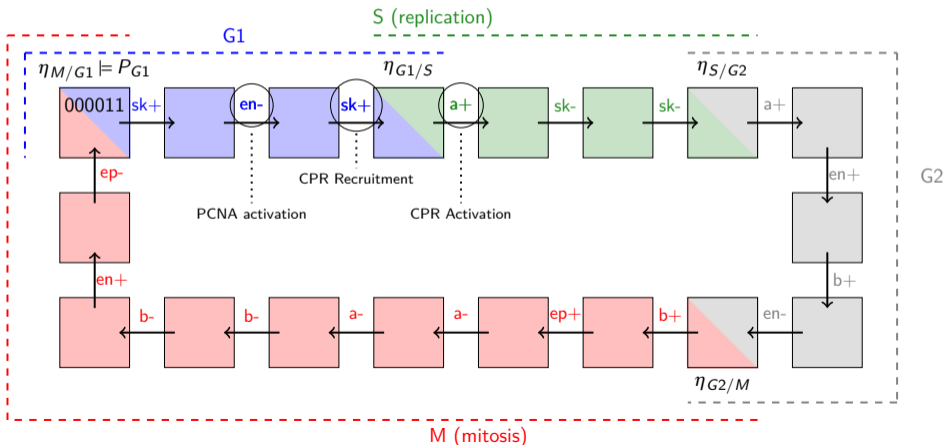 S (replication)
G1
η_{M/G1} ⊨ P_{G1}
η_{G1/S}
η_{S/G2}
000011
sk+
en-
sk+
a+
sk-
sk-
a+
CPR Recruitment
PCNA activation
CPR Activation
ep-
en+
G2
en+
b+
b-
b-
a-
a-
ep+
b+
en-
η_{G2/M}
M (mitosis)